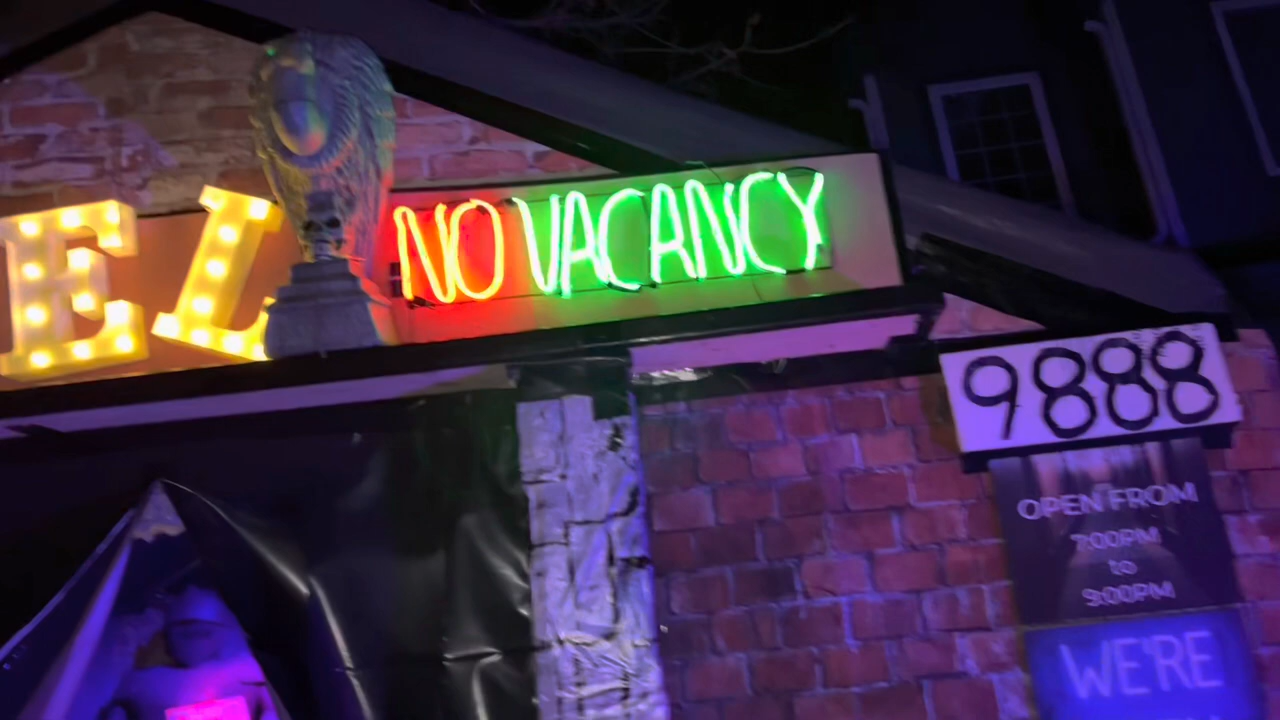 EL
NO VACANCY
9888
OPEN FROM
7:00PM
to
9:00PM
WE'RE